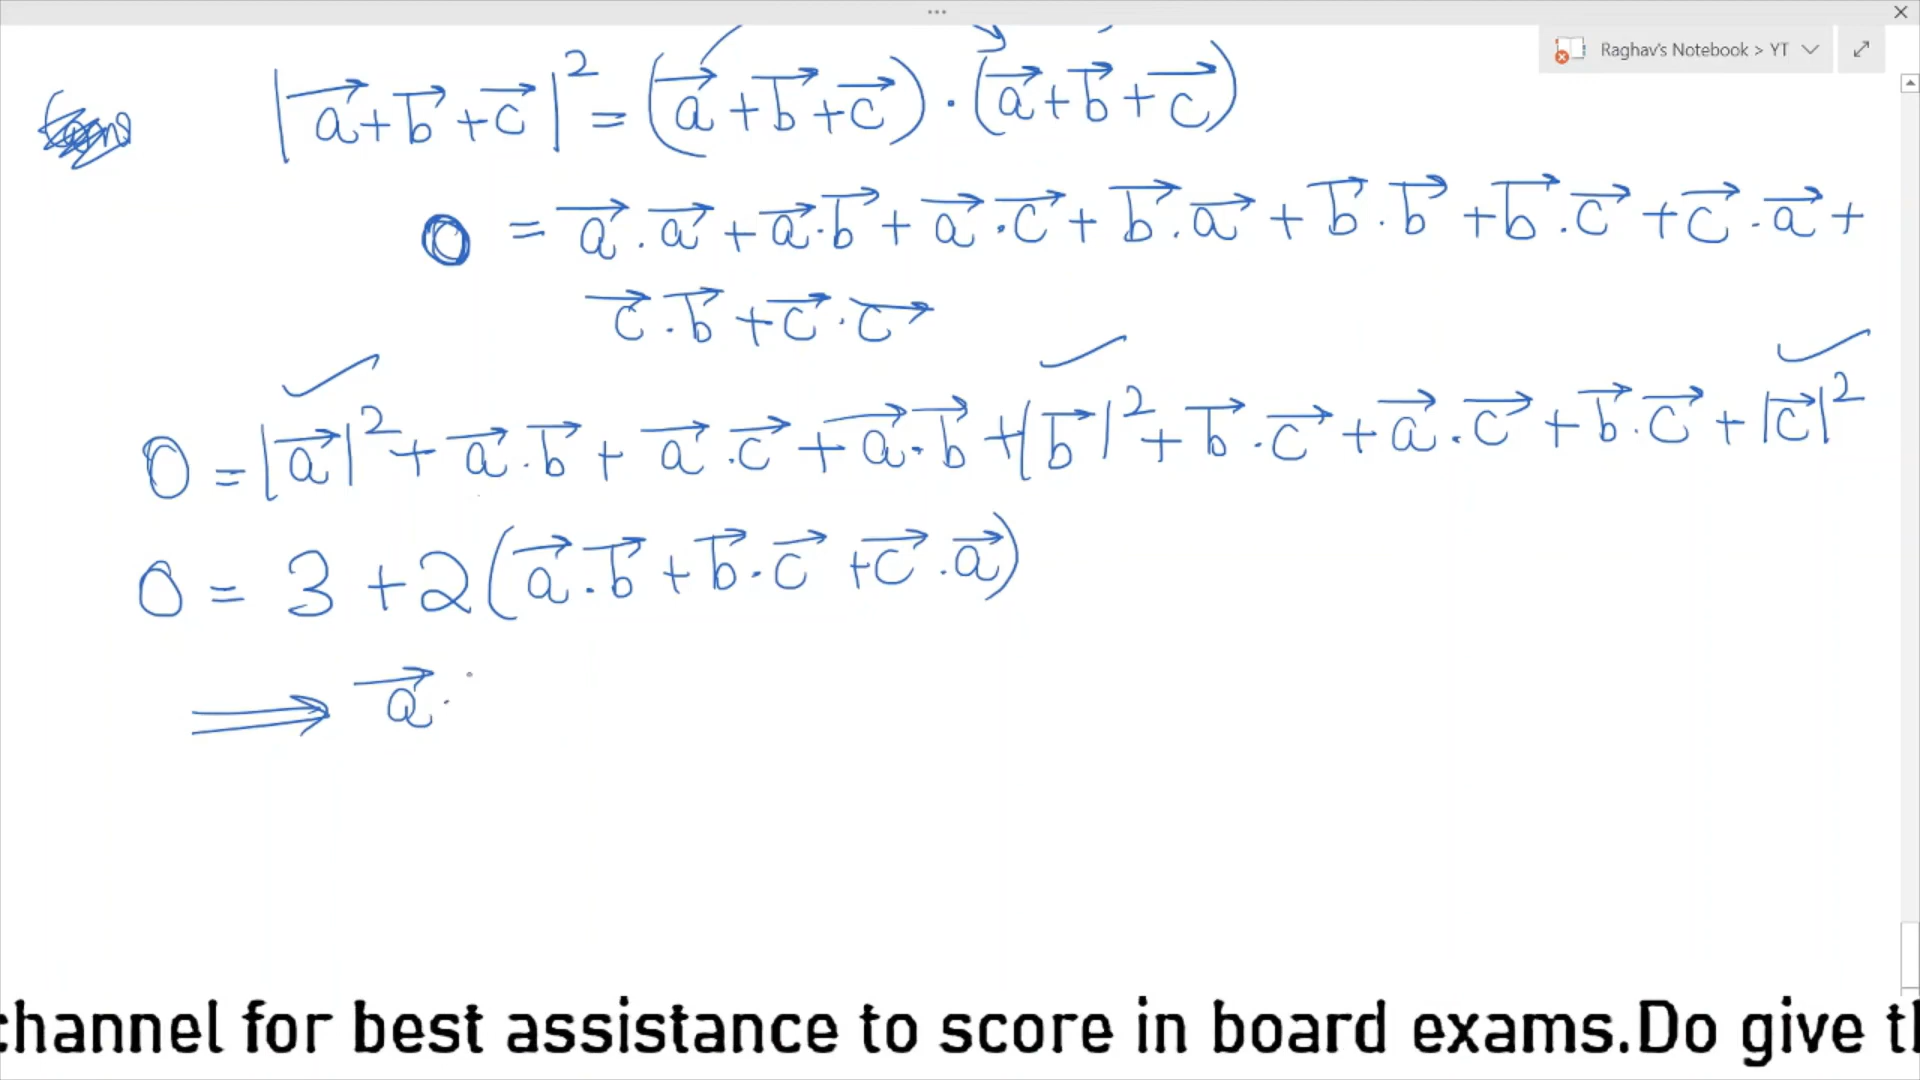 Raghav's Notebook > YT
|a⃗+b⃗+c⃗|² = (a⃗+b⃗+c⃗)·(a⃗+b⃗+c⃗)
0 = a⃗·a⃗ + a⃗·b⃗ + a⃗·c⃗ + b⃗·a⃗ + b⃗·b⃗ + b⃗·c⃗ + c⃗·a⃗ +
c⃗·b⃗ + c⃗·c⃗
0 = |a⃗|² + a⃗·b⃗ + a⃗·c⃗ + a⃗·b⃗ + |b⃗|² + b⃗·c⃗ + a⃗·c⃗ + b⃗·c⃗ + |c⃗|²
0 = 3 + 2(a⃗·b⃗ + b⃗·c⃗ + c⃗·a⃗)
⟹ a⃗·
channel for best assistance to score in board exams.Do give th